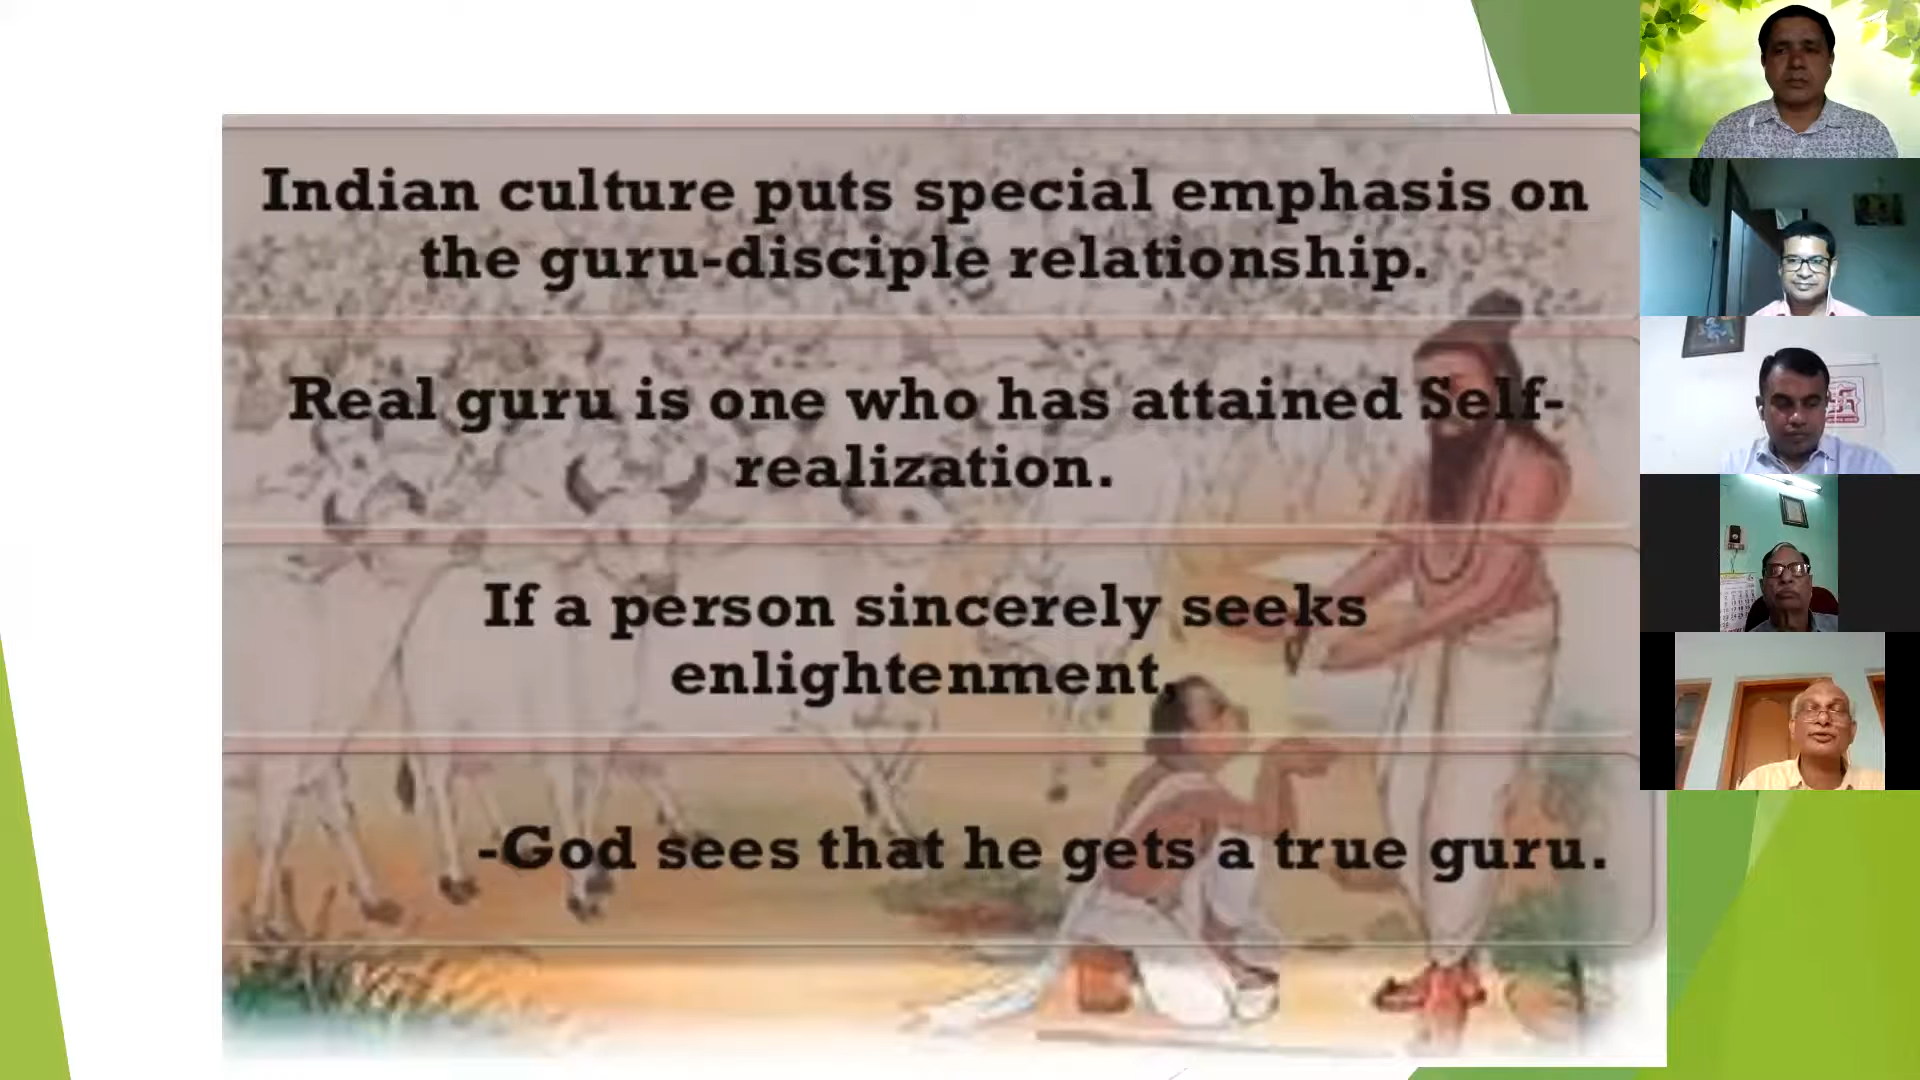 Indian culture puts special emphasis on
the guru-disciple relationship.
Real guru is one who has attained Self-
realization.
If a person sincerely seeks
enlightenment,
-God sees that he gets a true guru.